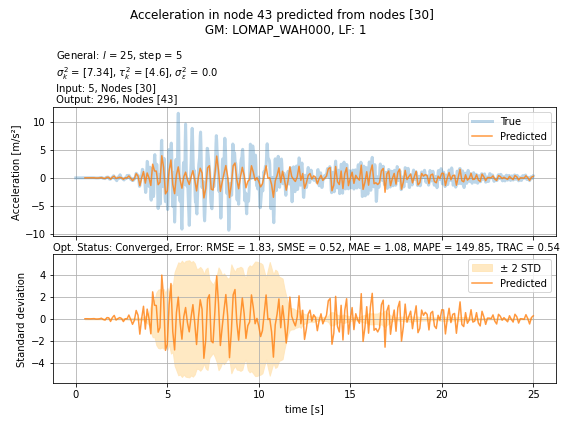 Acceleration in node 43 predicted from nodes [30]
GM: LOMAP_WAH000, LF: 1
General: l = 25, step = 5
σ²ₖ = [7.34], τ²ₖ = [4.6], σ²ε = 0.0
Input: 5, Nodes [30]
Output: 296, Nodes [43]
Acceleration [m/s²]
10
5
0
−5
−10
True
Predicted
Opt. Status: Converged, Error: RMSE = 1.83, SMSE = 0.52, MAE = 1.08, MAPE = 149.85, TRAC = 0.54
Standard deviation
4
2
0
−2
−4
± 2 STD
Predicted
0 5 10 15 20 25
time [s]